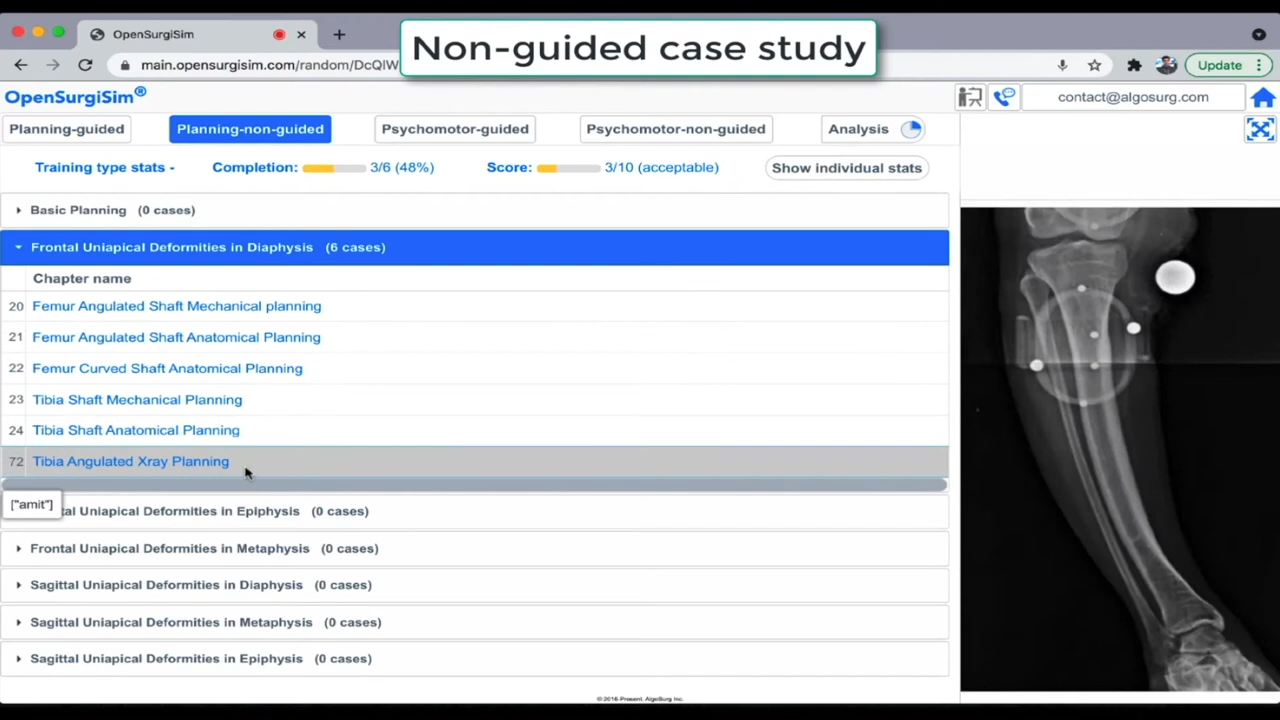 OpenSurgiSim
Non-guided case study
main.opensurgisim.com/random/DcQIW
Update
OpenSurgiSim®
contact@algosurg.com
Planning-guided
Planning-non-guided
Psychomotor-guided
Psychomotor-non-guided
Analysis
Training type stats - Completion: 3/6 (48%) Score: 3/10 (acceptable) Show individual stats
Basic Planning (0 cases)
Frontal Uniapical Deformities in Diaphysis (6 cases)
Chapter name
20 Femur Angulated Shaft Mechanical planning
21 Femur Angulated Shaft Anatomical Planning
22 Femur Curved Shaft Anatomical Planning
23 Tibia Shaft Mechanical Planning
24 Tibia Shaft Anatomical Planning
72 Tibia Angulated Xray Planning
["amit"]
tal Uniapical Deformities in Epiphysis (0 cases)
Frontal Uniapical Deformities in Metaphysis (0 cases)
Sagittal Uniapical Deformities in Diaphysis (0 cases)
Sagittal Uniapical Deformities in Metaphysis (0 cases)
Sagittal Uniapical Deformities in Epiphysis (0 cases)
© 2016-Present. AlgoSurg Inc.